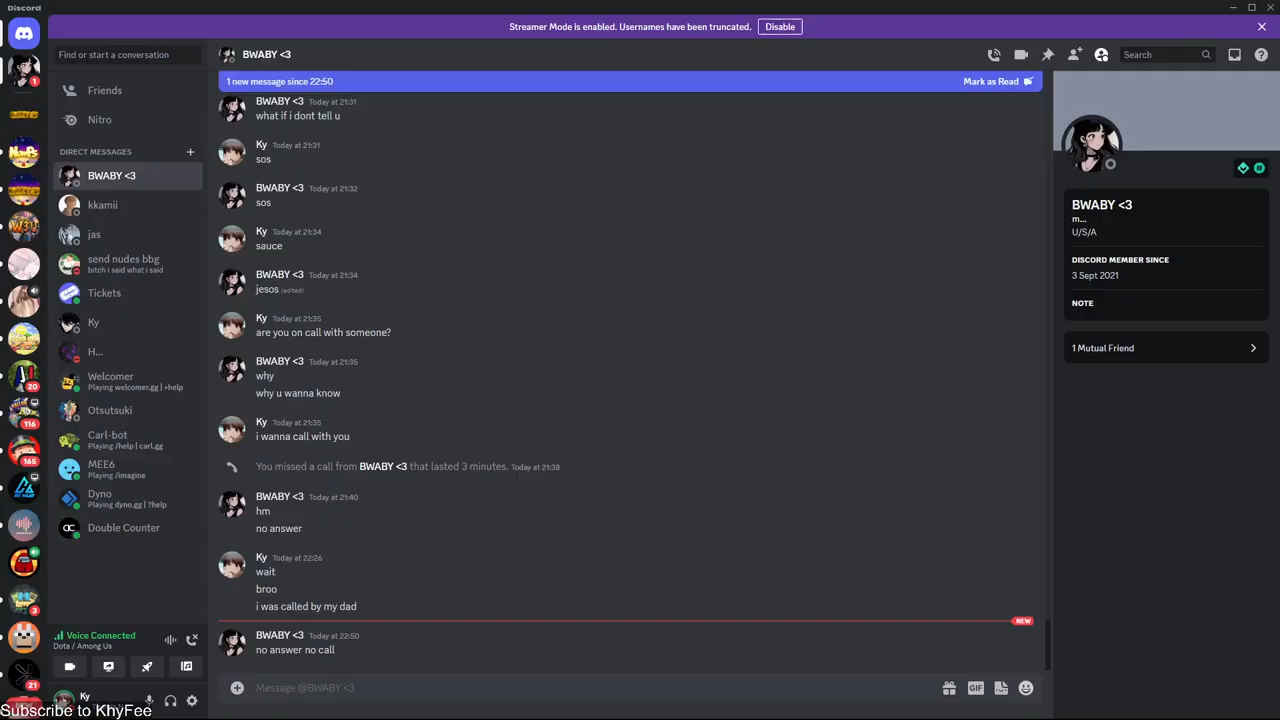 Discord
Streamer Mode is enabled. Usernames have been truncated.
Disable
Find or start a conversation
BWABY <3
Search
1
1 new message since 22:50
Mark as Read
Friends
Nitro
DIRECT MESSAGES
BWABY <3
kkamii
jas
send nudes bbg
bitch i said what i said
Tickets
Ky
H...
Welcomer
Playing welcomer.gg | +help
Otsutsuki
Carl-bot
Playing /help | carl.gg
MEE6
Playing /imagine
Dyno
Playing dyno.gg | ?help
Double Counter
20
116
165
3
21
BWABY <3 Today at 21:31
what if i dont tell u
Ky Today at 21:31
sos
BWABY <3 Today at 21:32
sos
Ky Today at 21:34
sauce
BWABY <3 Today at 21:34
jesos (edited)
Ky Today at 21:35
are you on call with someone?
BWABY <3 Today at 21:35
why
why u wanna know
Ky Today at 21:35
i wanna call with you
You missed a call from BWABY <3 that lasted 3 minutes. Today at 21:38
BWABY <3 Today at 21:40
hm
no answer
Ky Today at 22:26
wait
broo
i was called by my dad
NEW
BWABY <3 Today at 22:50
no answer no call
Message @BWABY <3
GIF
BWABY <3
m...
U/S/A
DISCORD MEMBER SINCE
3 Sept 2021
NOTE
1 Mutual Friend
Voice Connected
Dota / Among Us
Ky
Subscribe to KhyFee